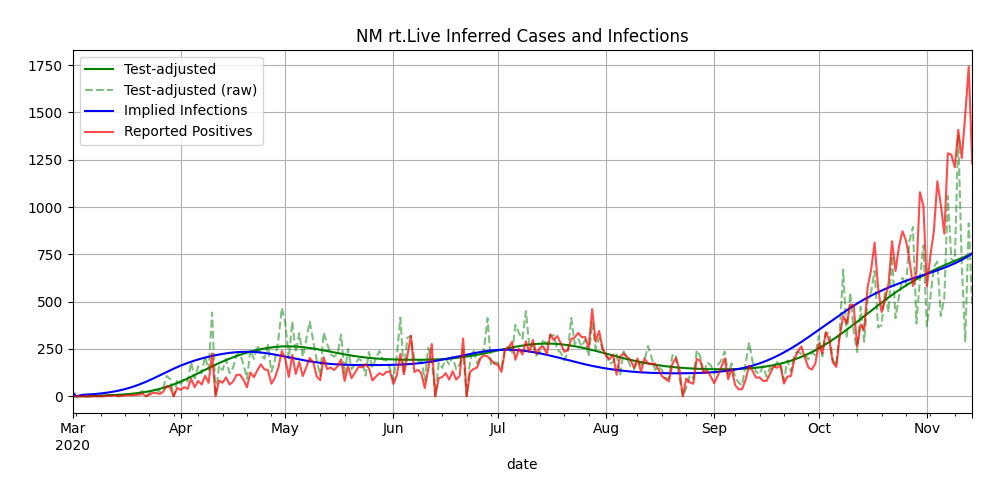 NM rt.Live Inferred Cases and Infections
Test-adjusted
Test-adjusted (raw)
Implied Infections
Reported Positives
1750
1500
1250
1000
750
500
250
0
Mar Apr May Jun Jul Aug Sep Oct Nov
2020
date